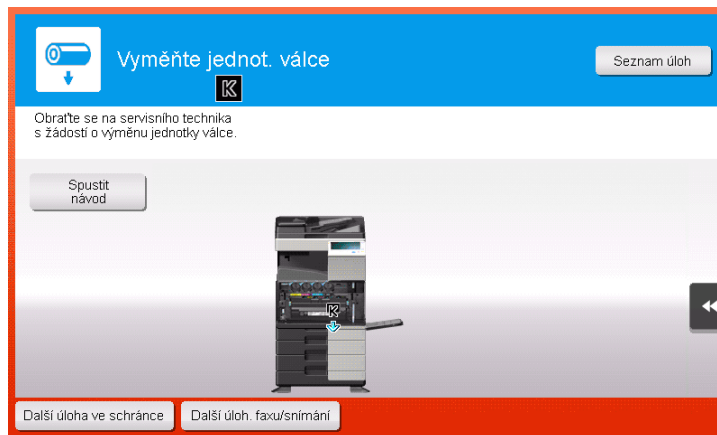 Vyměňte jednot. válce
K
Seznam úloh
Obraťte se na servisního technika
s žádostí o výměnu jednotky válce.
Spustit
návod
K
Další úloha ve schránce
Další úloh. faxu/snímání